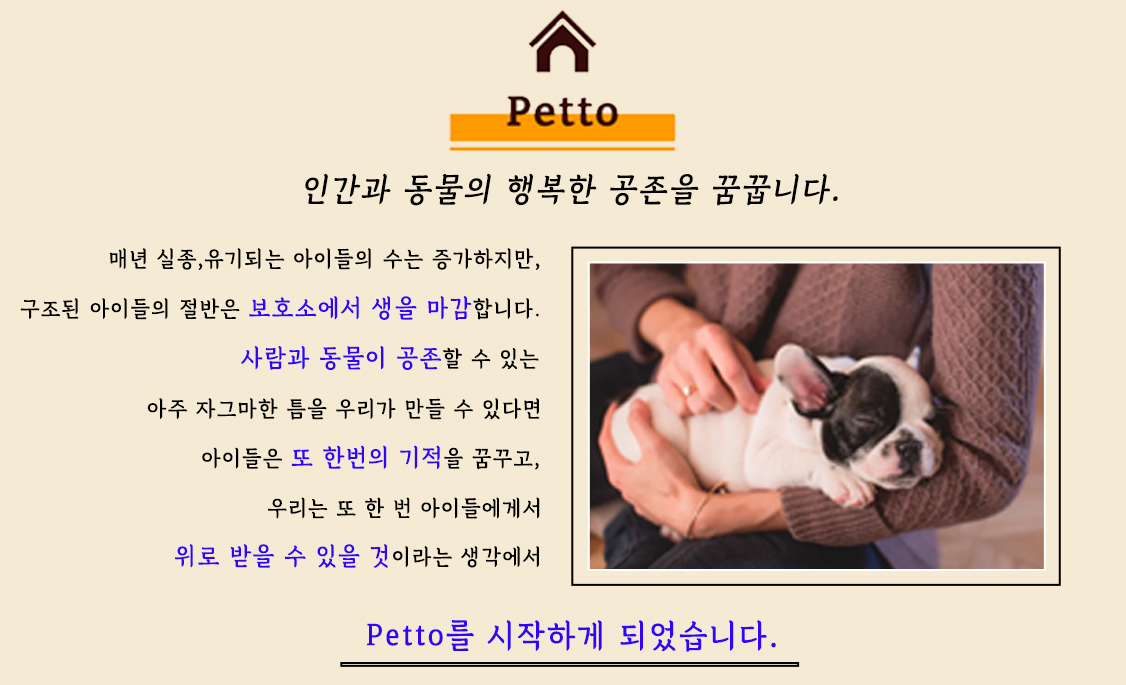 Petto
인간과 동물의 행복한 공존을 꿈꿉니다.
매년 실종,유기되는 아이들의 수는 증가하지만,
구조된 아이들의 절반은 보호소에서 생을 마감합니다.
사람과 동물이 공존할 수 있는
아주 자그마한 틈을 우리가 만들 수 있다면
아이들은 또 한번의 기적을 꿈꾸고,
우리는 또 한 번 아이들에게서
위로 받을 수 있을 것이라는 생각에서
Petto를 시작하게 되었습니다.